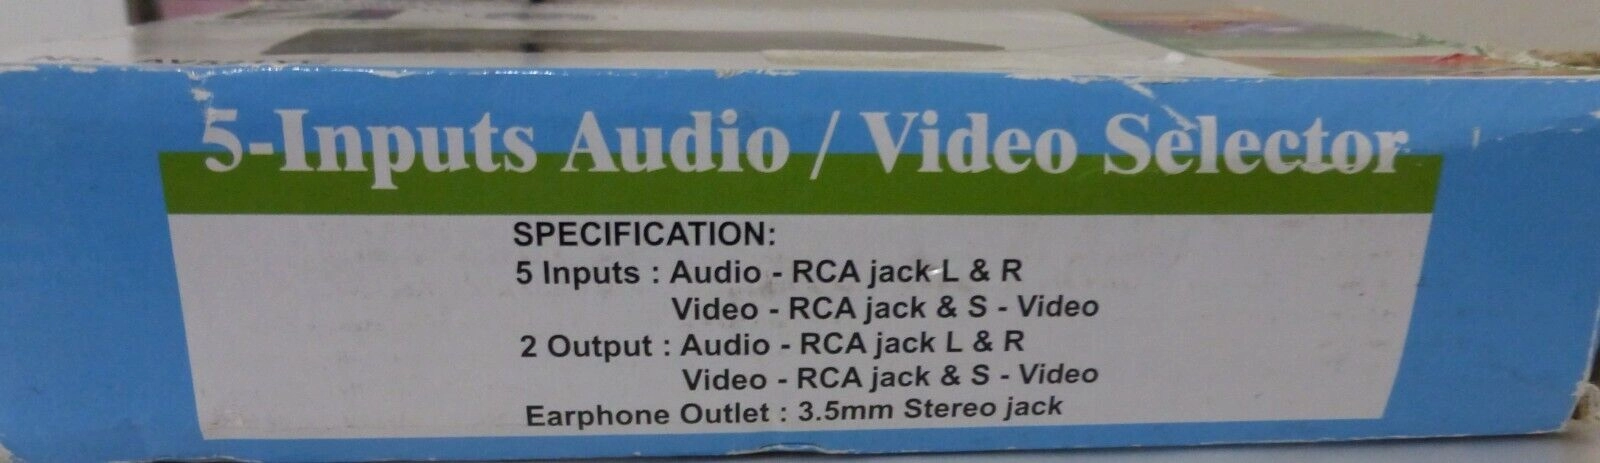 5-Inputs Audio / Video Selector
SPECIFICATION:
5 Inputs : Audio - RCA jack L & R
Video - RCA jack & S - Video
2 Output : Audio - RCA jack L & R
Video - RCA jack & S - Video
Earphone Outlet : 3.5mm Stereo jack